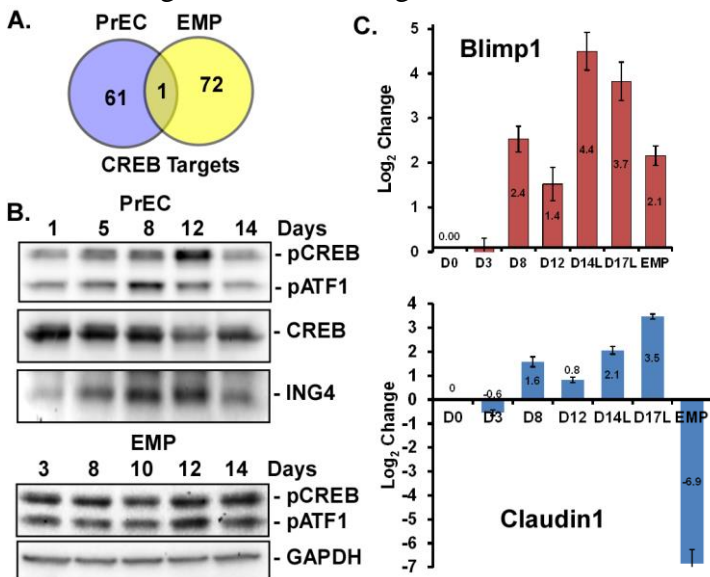 A.
PrEC EMP
61 1 72
CREB Targets
B.
PrEC
1 5 8 12 14 Days
- pCREB
- pATF1
- CREB
- ING4
EMP
3 8 10 12 14 Days
- pCREB
- pATF1
- GAPDH
C.
Blimp1
Log2 Change
5
4
3
2
1
0
0.00
2.4
1.4
4.4
3.7
2.1
D0 D3 D8 D12 D14L D17L EMP
Log2 Change
4
3
2
1
0
-1
-2
-3
-4
-5
-6
-7
0
-0.6
1.6
0.8
2.1
3.5
-6.9
D0 D3 D8 D12 D14L D17L EMP
Claudin1